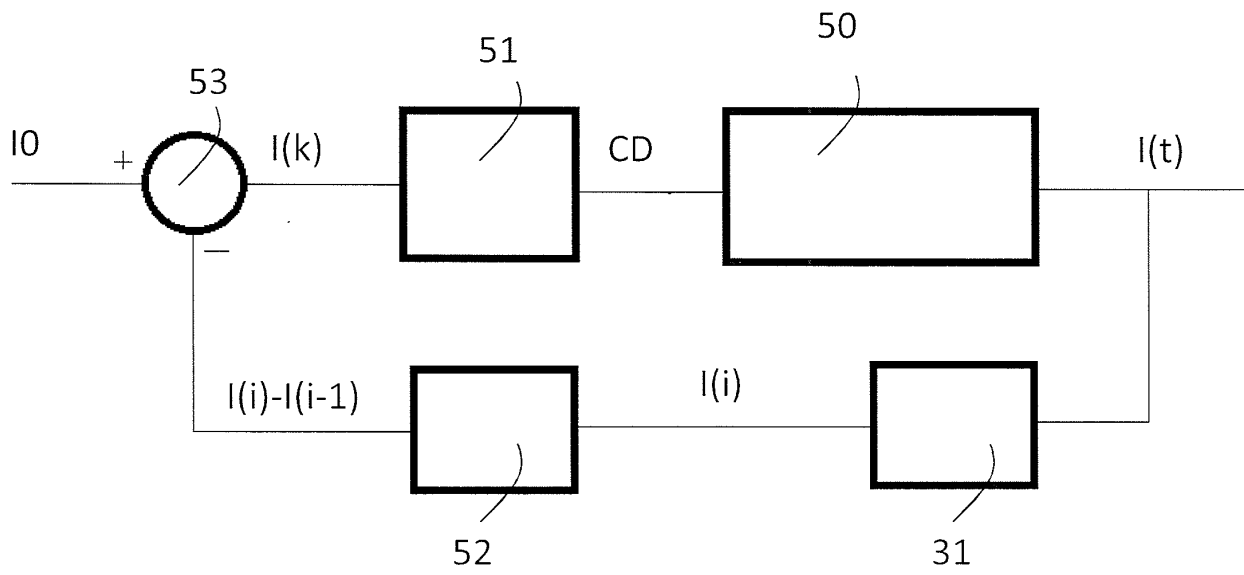 50
51
53
I0
+
I(k)
CD
I(t)
—
I(i)-I(i-1)
I(i)
52
31